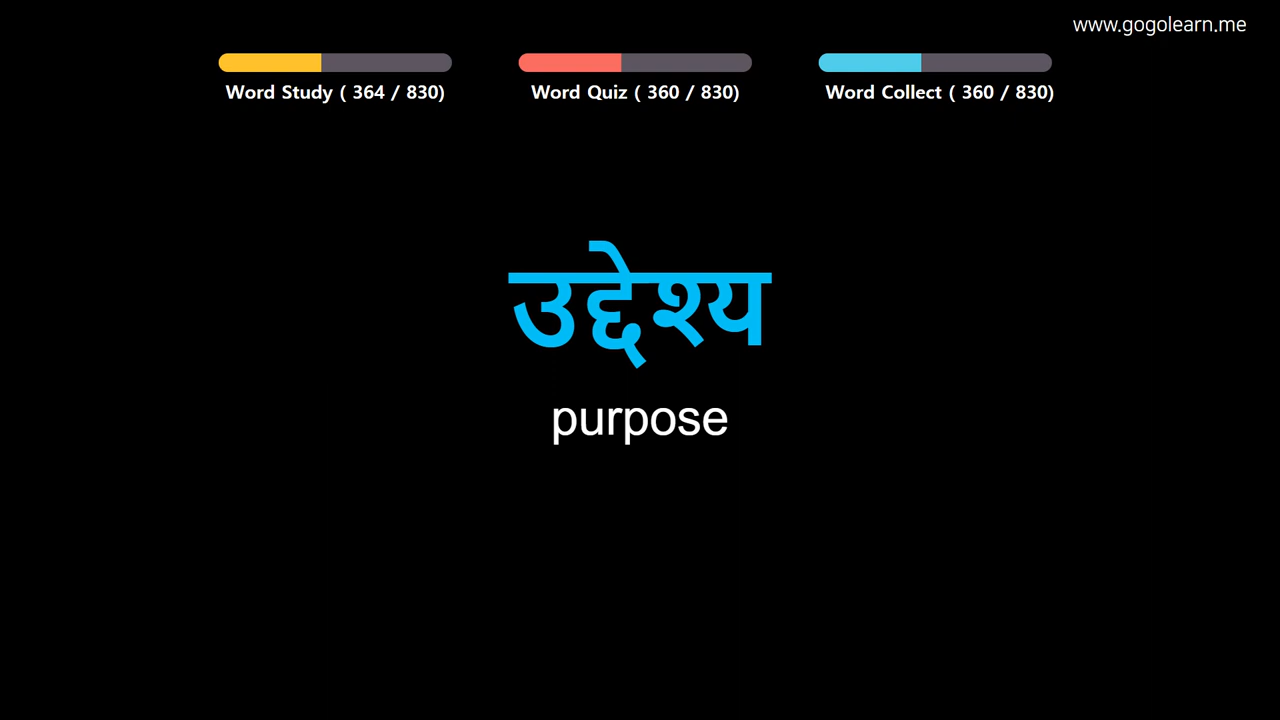 www.gogolearn.me
Word Study ( 364 / 830)
Word Quiz ( 360 / 830)
Word Collect ( 360 / 830)
उद्देश्य
purpose